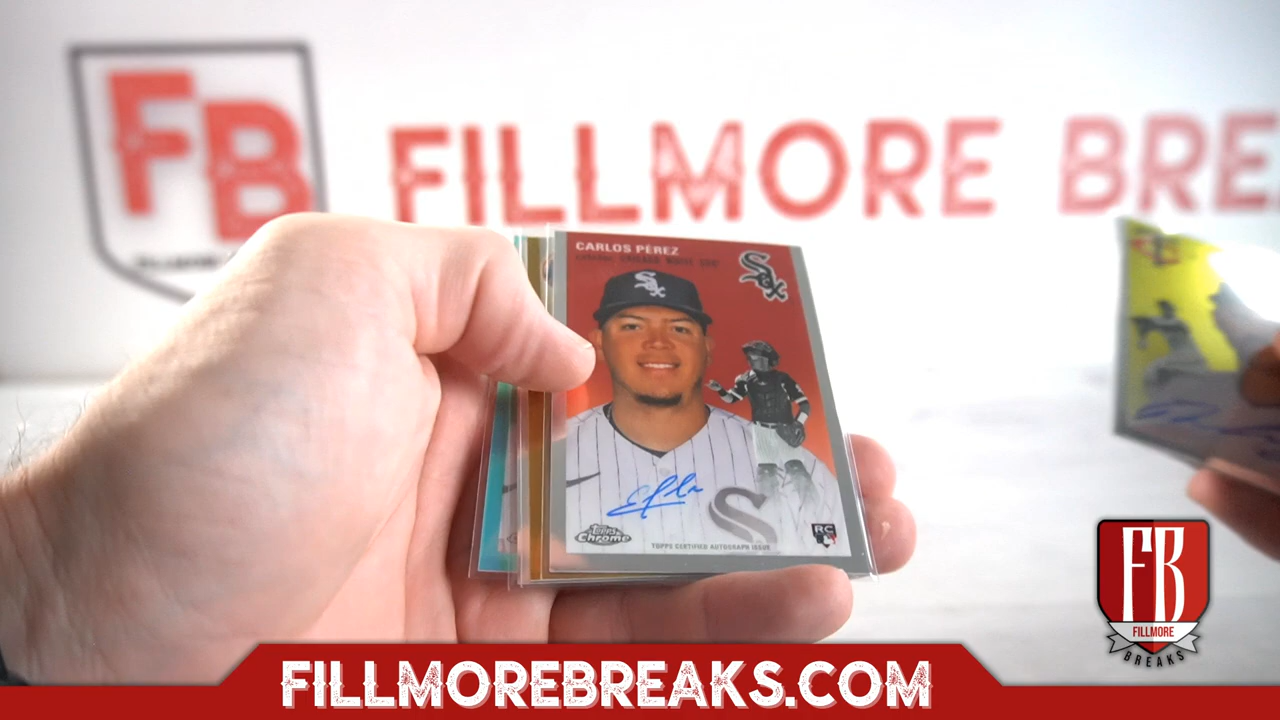 FB
FILLMORE BRE
CARLOS PÉREZ
CATCHER CHICAGO WHITE SOX
Sox
TOPPS
Chrome
TOPPS CERTIFIED AUTOGRAPH ISSUE
RC
FB
FILLMORE
BREAKS
FILLMOREBREAKS.COM